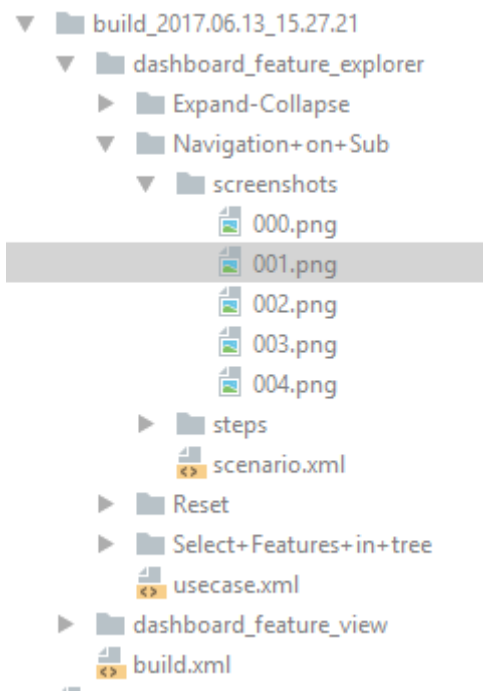 build_2017.06.13_15.27.21
dashboard_feature_explorer
Expand-Collapse
Navigation+on+Sub
screenshots
000.png
001.png
002.png
003.png
004.png
steps
scenario.xml
Reset
Select+Features+in+tree
usecase.xml
dashboard_feature_view
build.xml